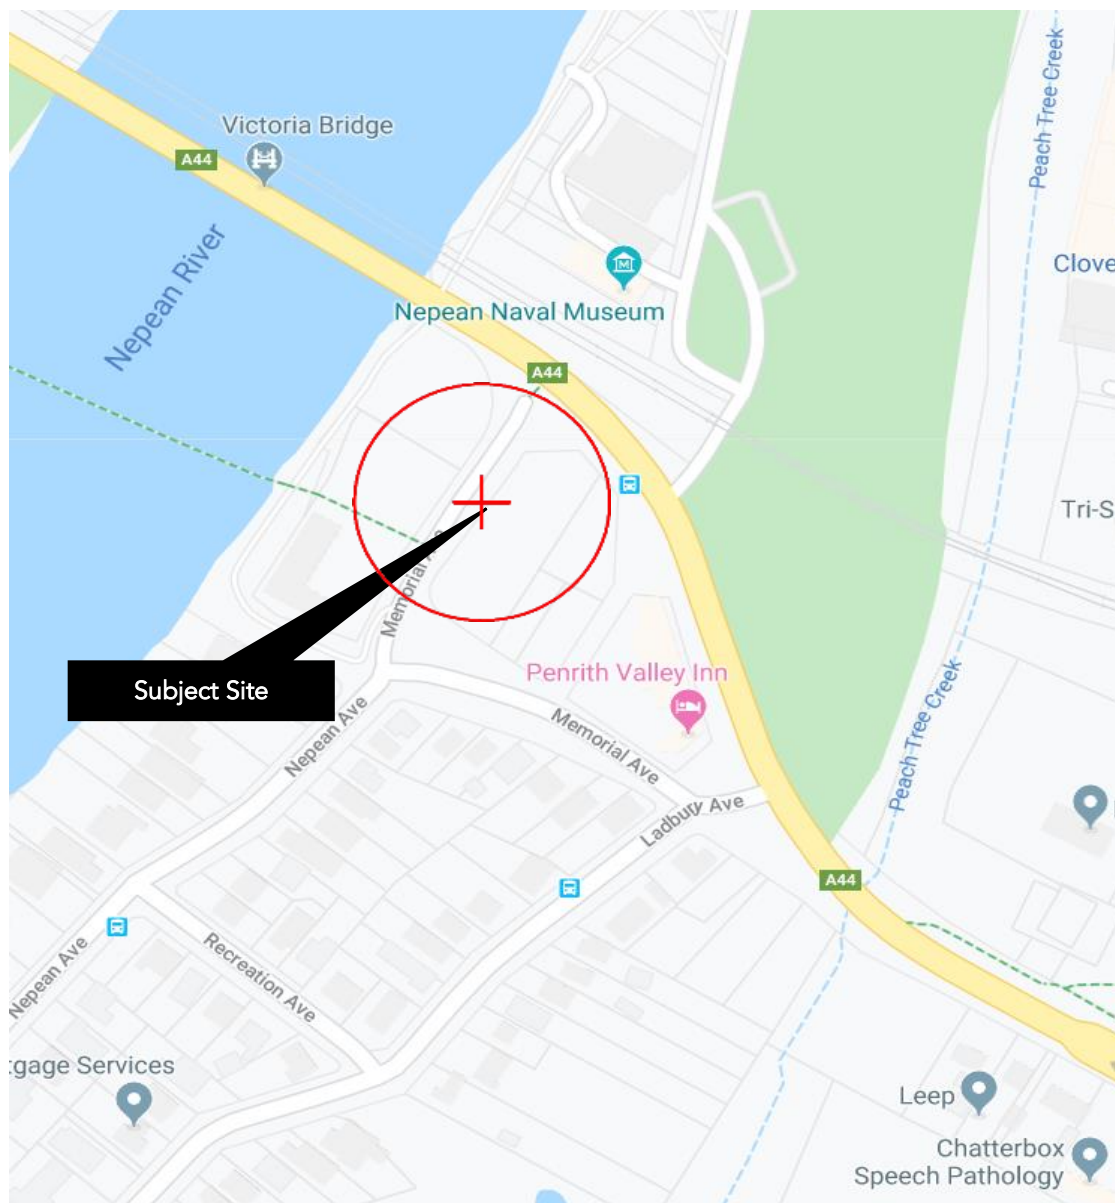 Victoria Bridge
A44
Peach Tree Creek
Nepean River
Clove
Nepean Naval Museum
A44
Tri-S
Memorial Ave
Subject Site
Penrith Valley Inn
Nepean Ave
Memorial Ave
Peach Tree Creek
Ladbury Ave
A44
Nepean Ave
Recreation Ave
tgage Services
Leep
Chatterbox
Speech Pathology